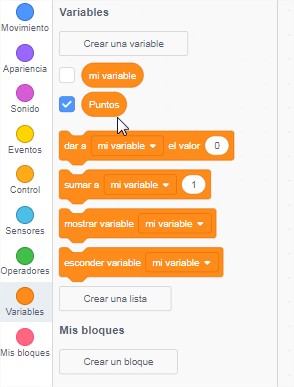 Movimiento
Apariencia
Sonido
Eventos
Control
Sensores
Operadores
Variables
Mis bloques
Variables
Crear una variable
mi variable
Puntos
dar a mi variable el valor 0
sumar a mi variable 1
mostrar variable mi variable
esconder variable mi variable
Crear una lista
Mis bloques
Crear un bloque